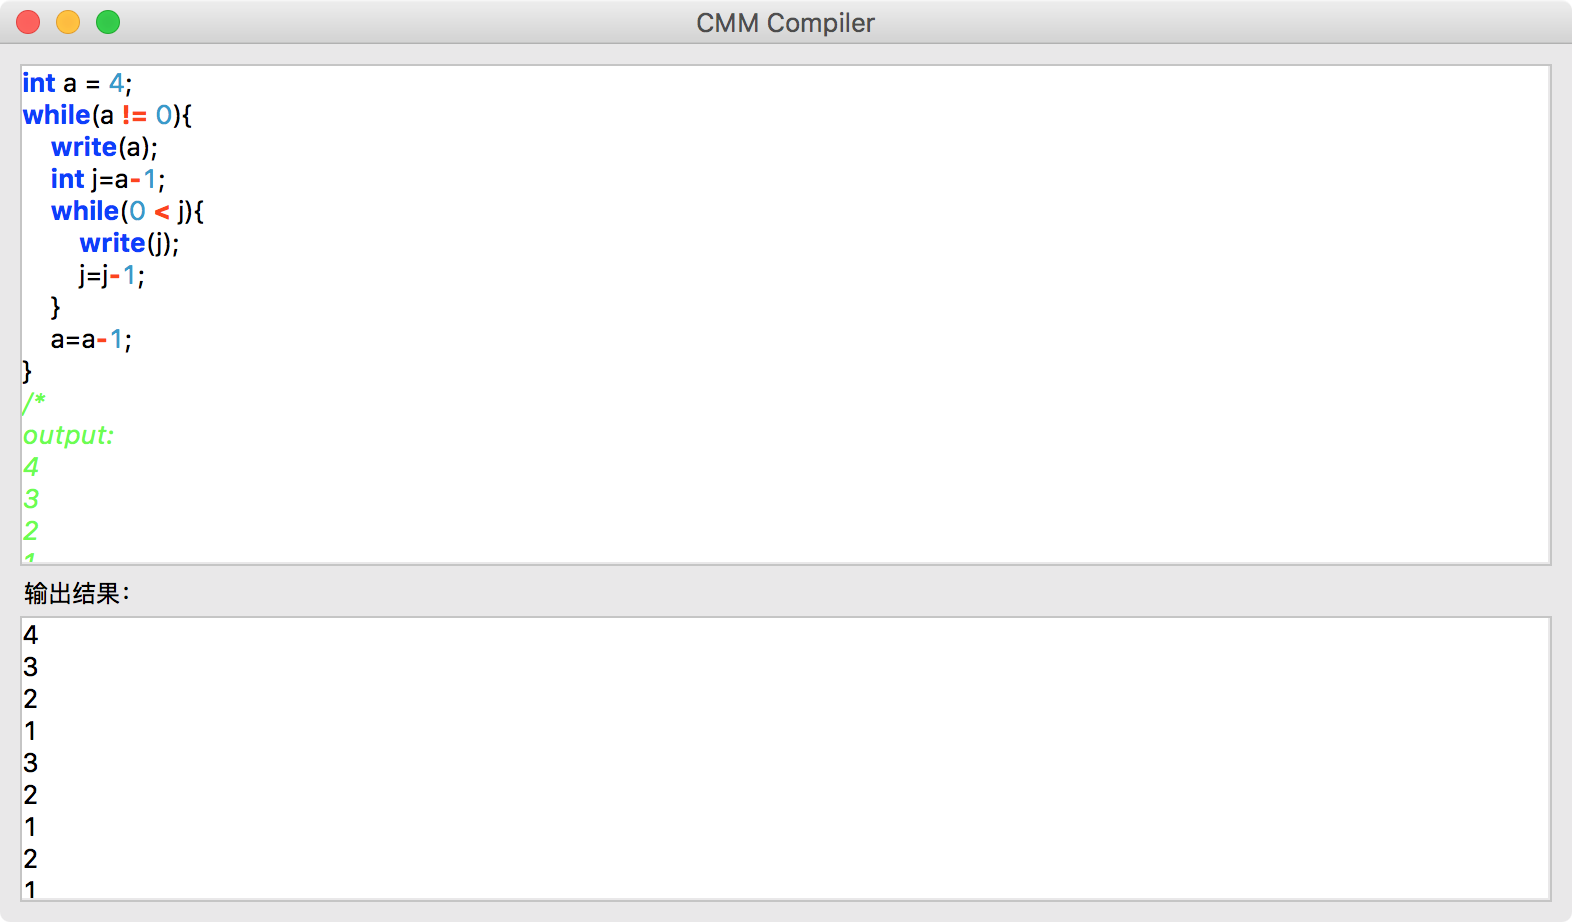 CMM Compiler
int a = 4;
while(a != 0){
    write(a);
    int j=a-1;
    while(0 < j){
        write(j);
        j=j-1;
    }
    a=a-1;
}
/*
output:
4
3
2
1
输出结果：
4
3
2
1
3
2
1
2
1